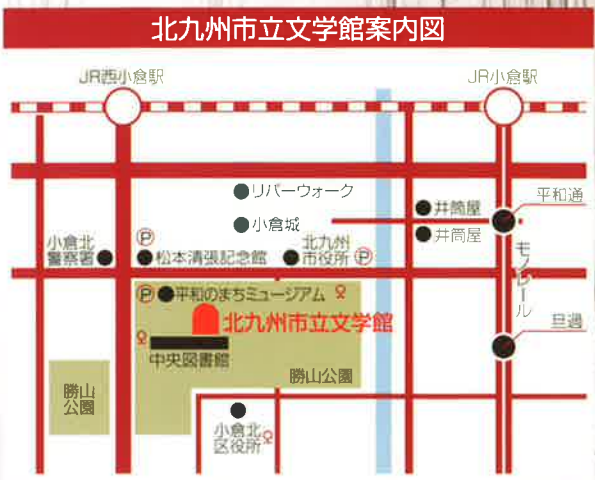 北九州市立文学館案内図
JR西小倉駅
JR小倉駅
リバーウォーク
平和通
井筒屋
小倉城
井筒屋
小倉北
警察署
P
松本清張記念館
北九州
市役所
P
モノレール
P
平和のまちミュージアム
北九州市立文学館
旦過
中央図書館
勝山公園
勝山
公園
小倉北
区役所